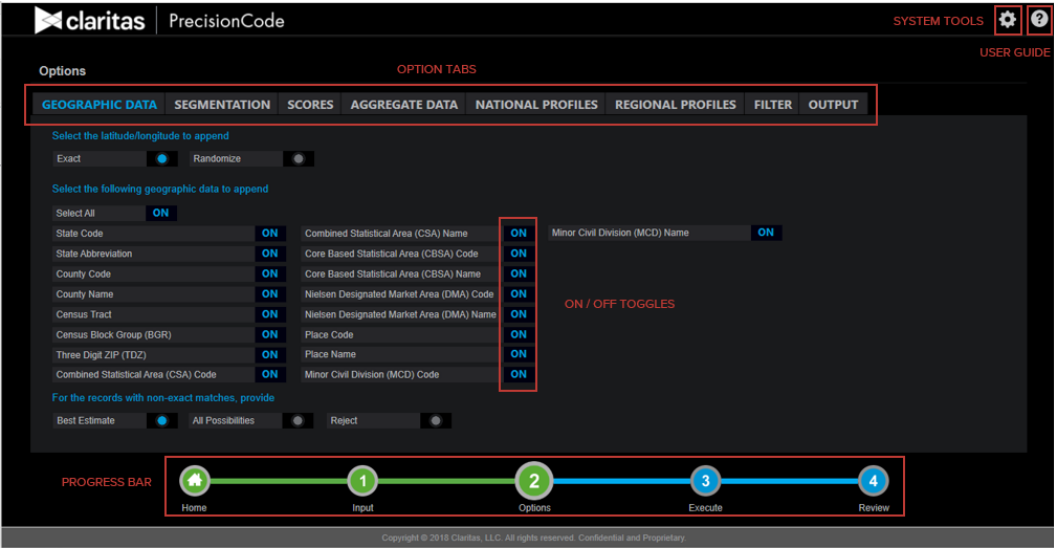 claritas PrecisionCode SYSTEM TOOLS ?
USER GUIDE
Options OPTION TABS
GEOGRAPHIC DATA SEGMENTATION SCORES AGGREGATE DATA NATIONAL PROFILES REGIONAL PROFILES FILTER OUTPUT
Select the latitude/longitude to append
Exact Randomize
Select the following geographic data to append
Select All ON
State Code ON Combined Statistical Area (CSA) Name ON Minor Civil Division (MCD) Name ON
State Abbreviation ON Core Based Statistical Area (CBSA) Code ON
County Code ON Core Based Statistical Area (CBSA) Name ON
County Name ON Nielsen Designated Market Area (DMA) Code ON ON / OFF TOGGLES
Census Tract ON Nielsen Designated Market Area (DMA) Name ON
Census Block Group (BGR) ON Place Code ON
Three Digit ZIP (TDZ) ON Place Name ON
Combined Statistical Area (CSA) Code ON Minor Civil Division (MCD) Code ON
For the records with non-exact matches, provide
Best Estimate All Possibilities Reject
PROGRESS BAR 1 2 3 4
Home Input Options Execute Review
Copyright © 2018 Claritas, LLC. All rights reserved. Confidential and Proprietary.